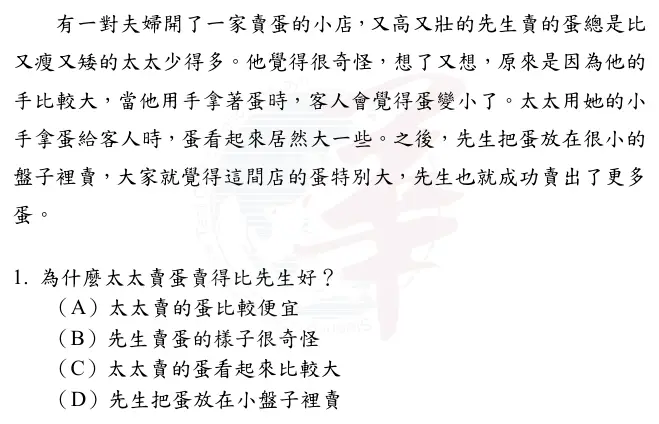 有一對夫婦開了一家賣蛋的小店，又高又壯的先生賣的蛋總是比
又瘦又矮的太太少得多。他覺得很奇怪，想了又想，原來是因為他的
手比較大，當他用手拿著蛋時，客人會覺得蛋變小了。太太用她的小
手拿蛋給客人時，蛋看起來居然大一些。之後，先生把蛋放在很小的
盤子裡賣，大家就覺得這間店的蛋特別大，先生也就成功賣出了更多
蛋。
1. 為什麼太太賣蛋賣得比先生好？
（A）太太賣的蛋比較便宜
（B）先生賣蛋的樣子很奇怪
（C）太太賣的蛋看起來比較大
（D）先生把蛋放在小盤子裡賣